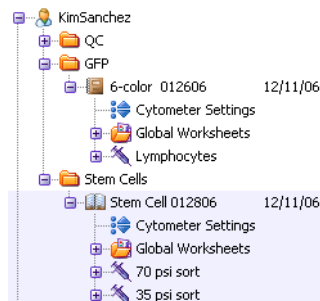 KimSanchez
QC
GFP
6-color 012606 12/11/06
Cytometer Settings
Global Worksheets
Lymphocytes
Stem Cells
Stem Cell 012806 12/11/06
Cytometer Settings
Global Worksheets
70 psi sort
35 psi sort